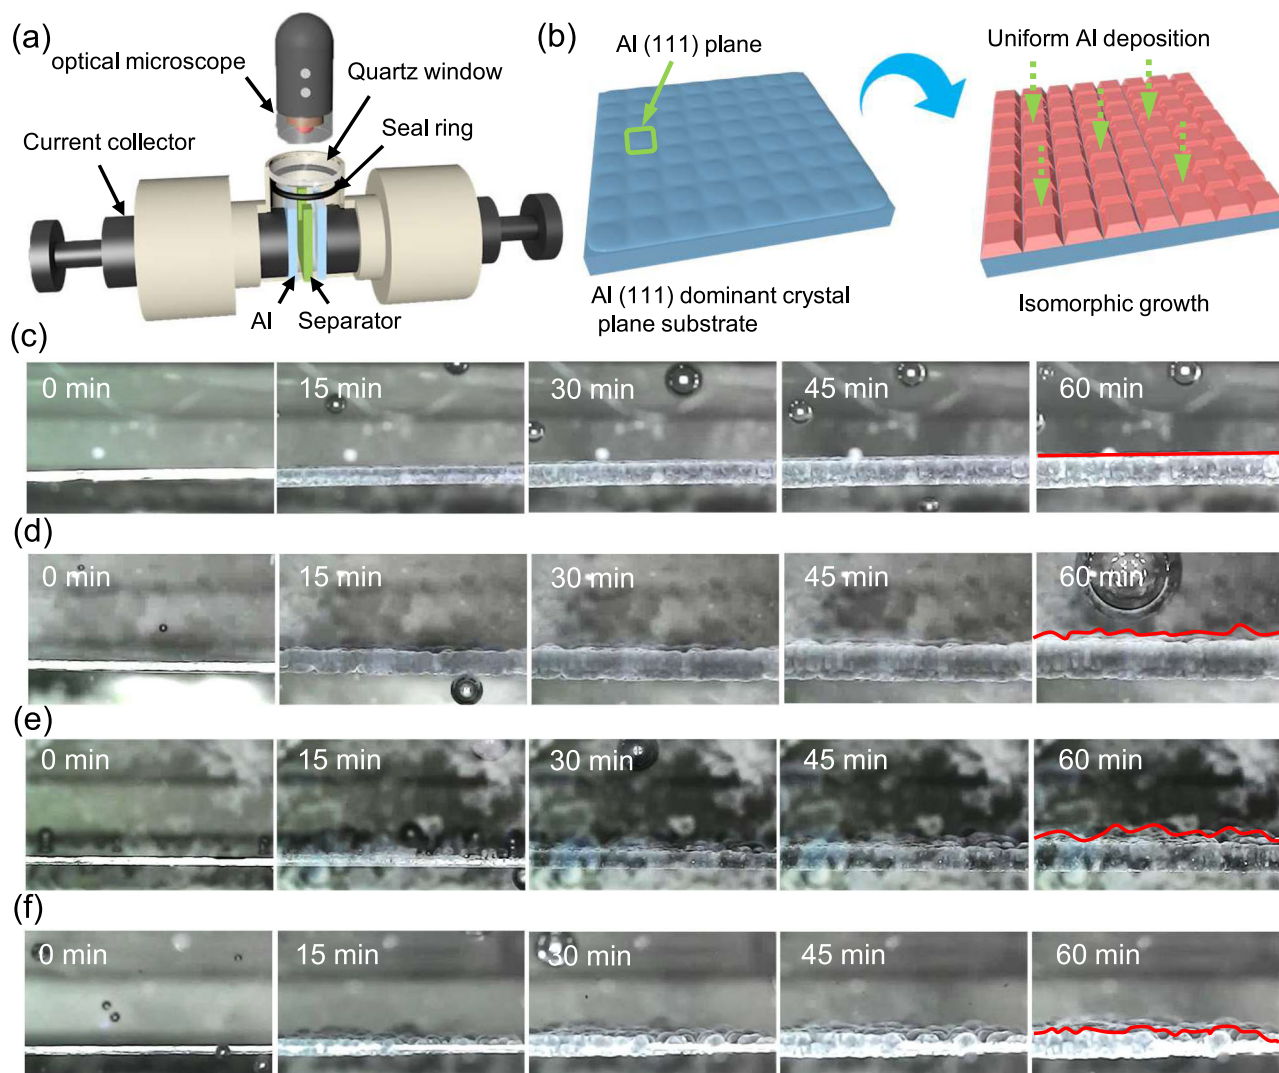 (a)
optical microscope
Quartz window
Seal ring
Current collector
Al
Separator
(b)
Al (111) plane
Uniform Al deposition
Al (111) dominant crystal
plane substrate
Isomorphic growth
(c)
0 min 15 min 30 min 45 min 60 min
(d)
0 min 15 min 30 min 45 min 60 min
(e)
0 min 15 min 30 min 45 min 60 min
(f)
0 min 15 min 30 min 45 min 60 min